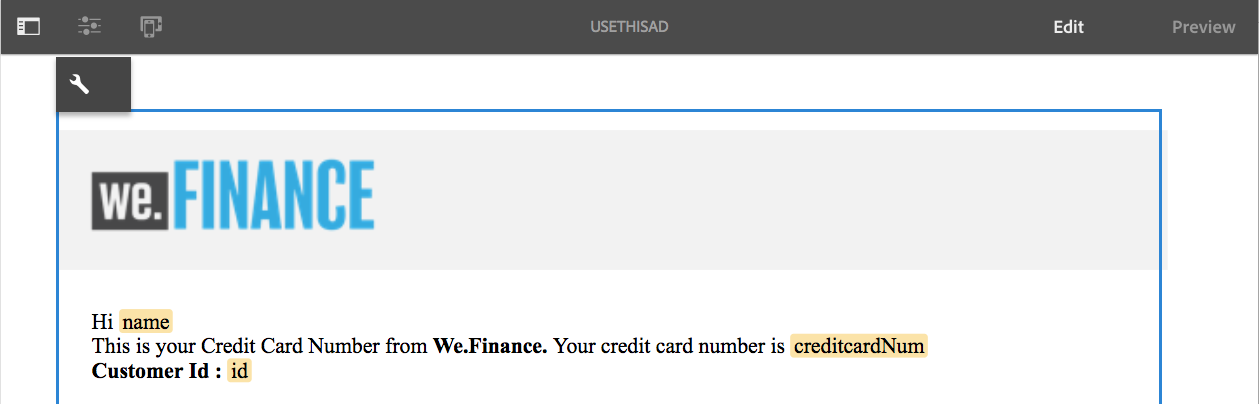 USETHISAD Edit Preview
we.FINANCE
Hi name
This is your Credit Card Number from We.Finance. Your credit card number is creditcardNum
Customer Id : id